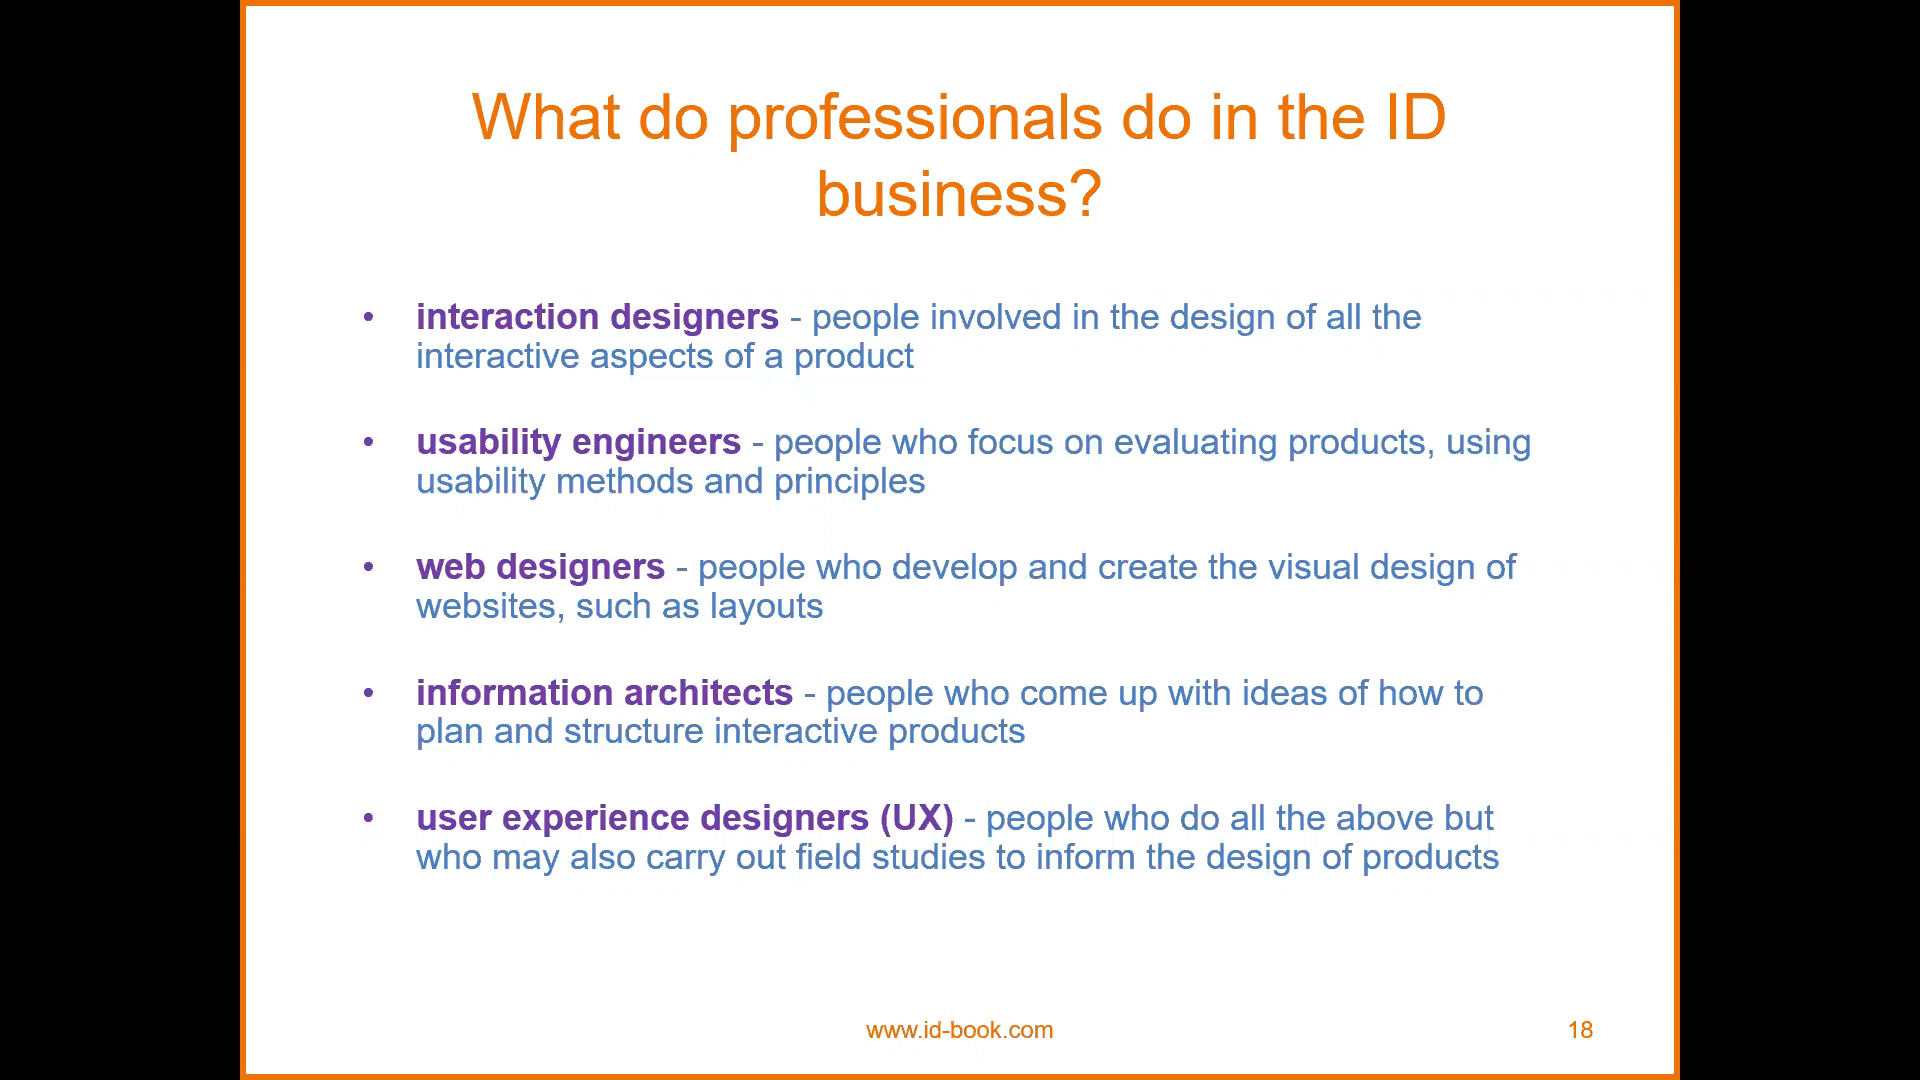 What do professionals do in the ID
business?
• interaction designers - people involved in the design of all the
interactive aspects of a product
• usability engineers - people who focus on evaluating products, using
usability methods and principles
• web designers - people who develop and create the visual design of
websites, such as layouts
• information architects - people who come up with ideas of how to
plan and structure interactive products
• user experience designers (UX) - people who do all the above but
who may also carry out field studies to inform the design of products
www.id-book.com
18